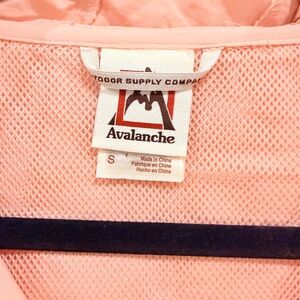 TDOOR SUPPLY COMPA
Avalanche
S
Made in China
Fabriqué en Chine
Hecho en China